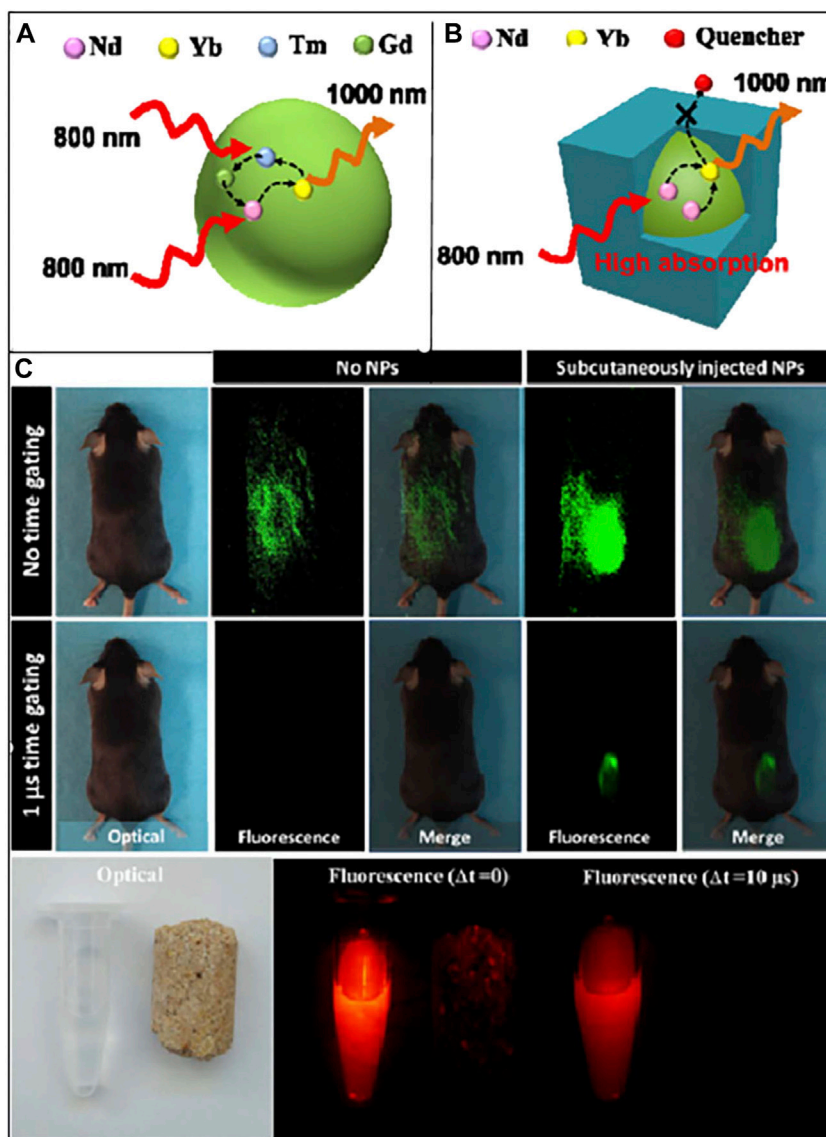 A
Nd Yb Tm Gd
1000 nm
800 nm
800 nm
B
Nd Yb Quencher
1000 nm
800 nm
High absorption
C
No NPs
Subcutaneously injected NPs
No time gating
1 µs time gating
Optical
Fluorescence
Merge
Fluorescence
Merge
Optical
Fluorescence (Δt=0)
Fluorescence (Δt=10 µs)